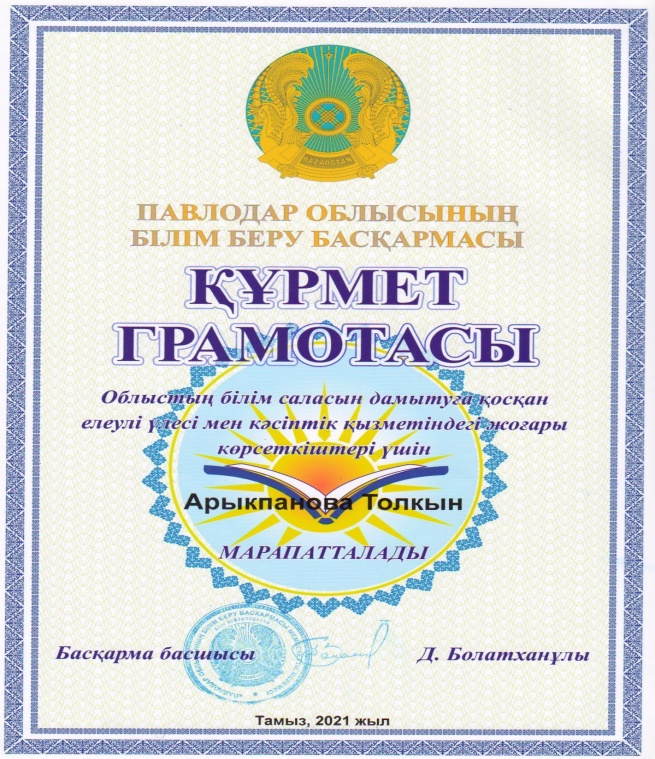 QAZAQSTAN
ПАВЛОДАР ОБЛЫСЫНЫҢ
БІЛІМ БЕРУ БАСҚАРМАСЫ
ҚҰРМЕТ
ГРАМОТАСЫ
Облыстың білім саласын дамытуға қосқан
елеулі үлесі мен кәсіптік қызметіндегі жоғары
көрсеткіштері үшін
Арыкпанова Толкын
МАРАПАТТАЛАДЫ
Басқарма басшысы
Д. Болатханұлы
Тамыз, 2021 жыл